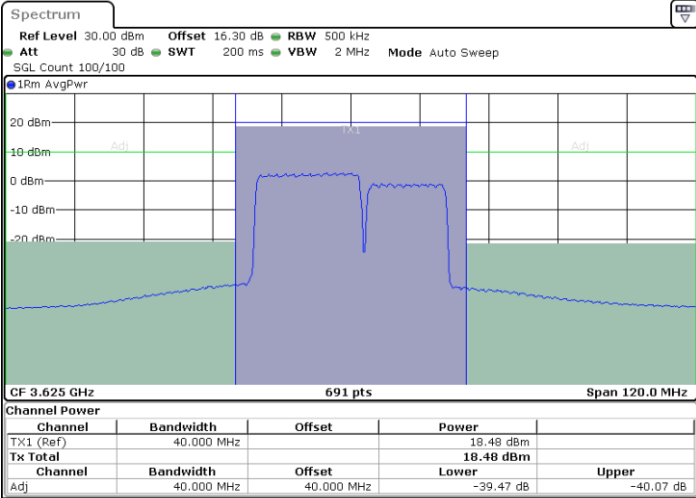 Spectrum
Ref Level 30.00 dBm Offset 16.30 dB RBW 500 kHz
Att 30 dB SWT 200 ms VBW 2 MHz Mode Auto Sweep
SGL Count 100/100
1Rm AvgPwr
20 dBm
TX1
Adj Adj
10 dBm
0 dBm
-10 dBm
-20 dBm
CF 3.625 GHz 691 pts Span 120.0 MHz
Channel Power
Channel Bandwidth Offset Power
TX1 (Ref) 40.000 MHz 18.48 dBm
Tx Total 18.48 dBm
Channel Bandwidth Offset Lower Upper
Adj 40.000 MHz 40.000 MHz -39.47 dB -40.07 dB